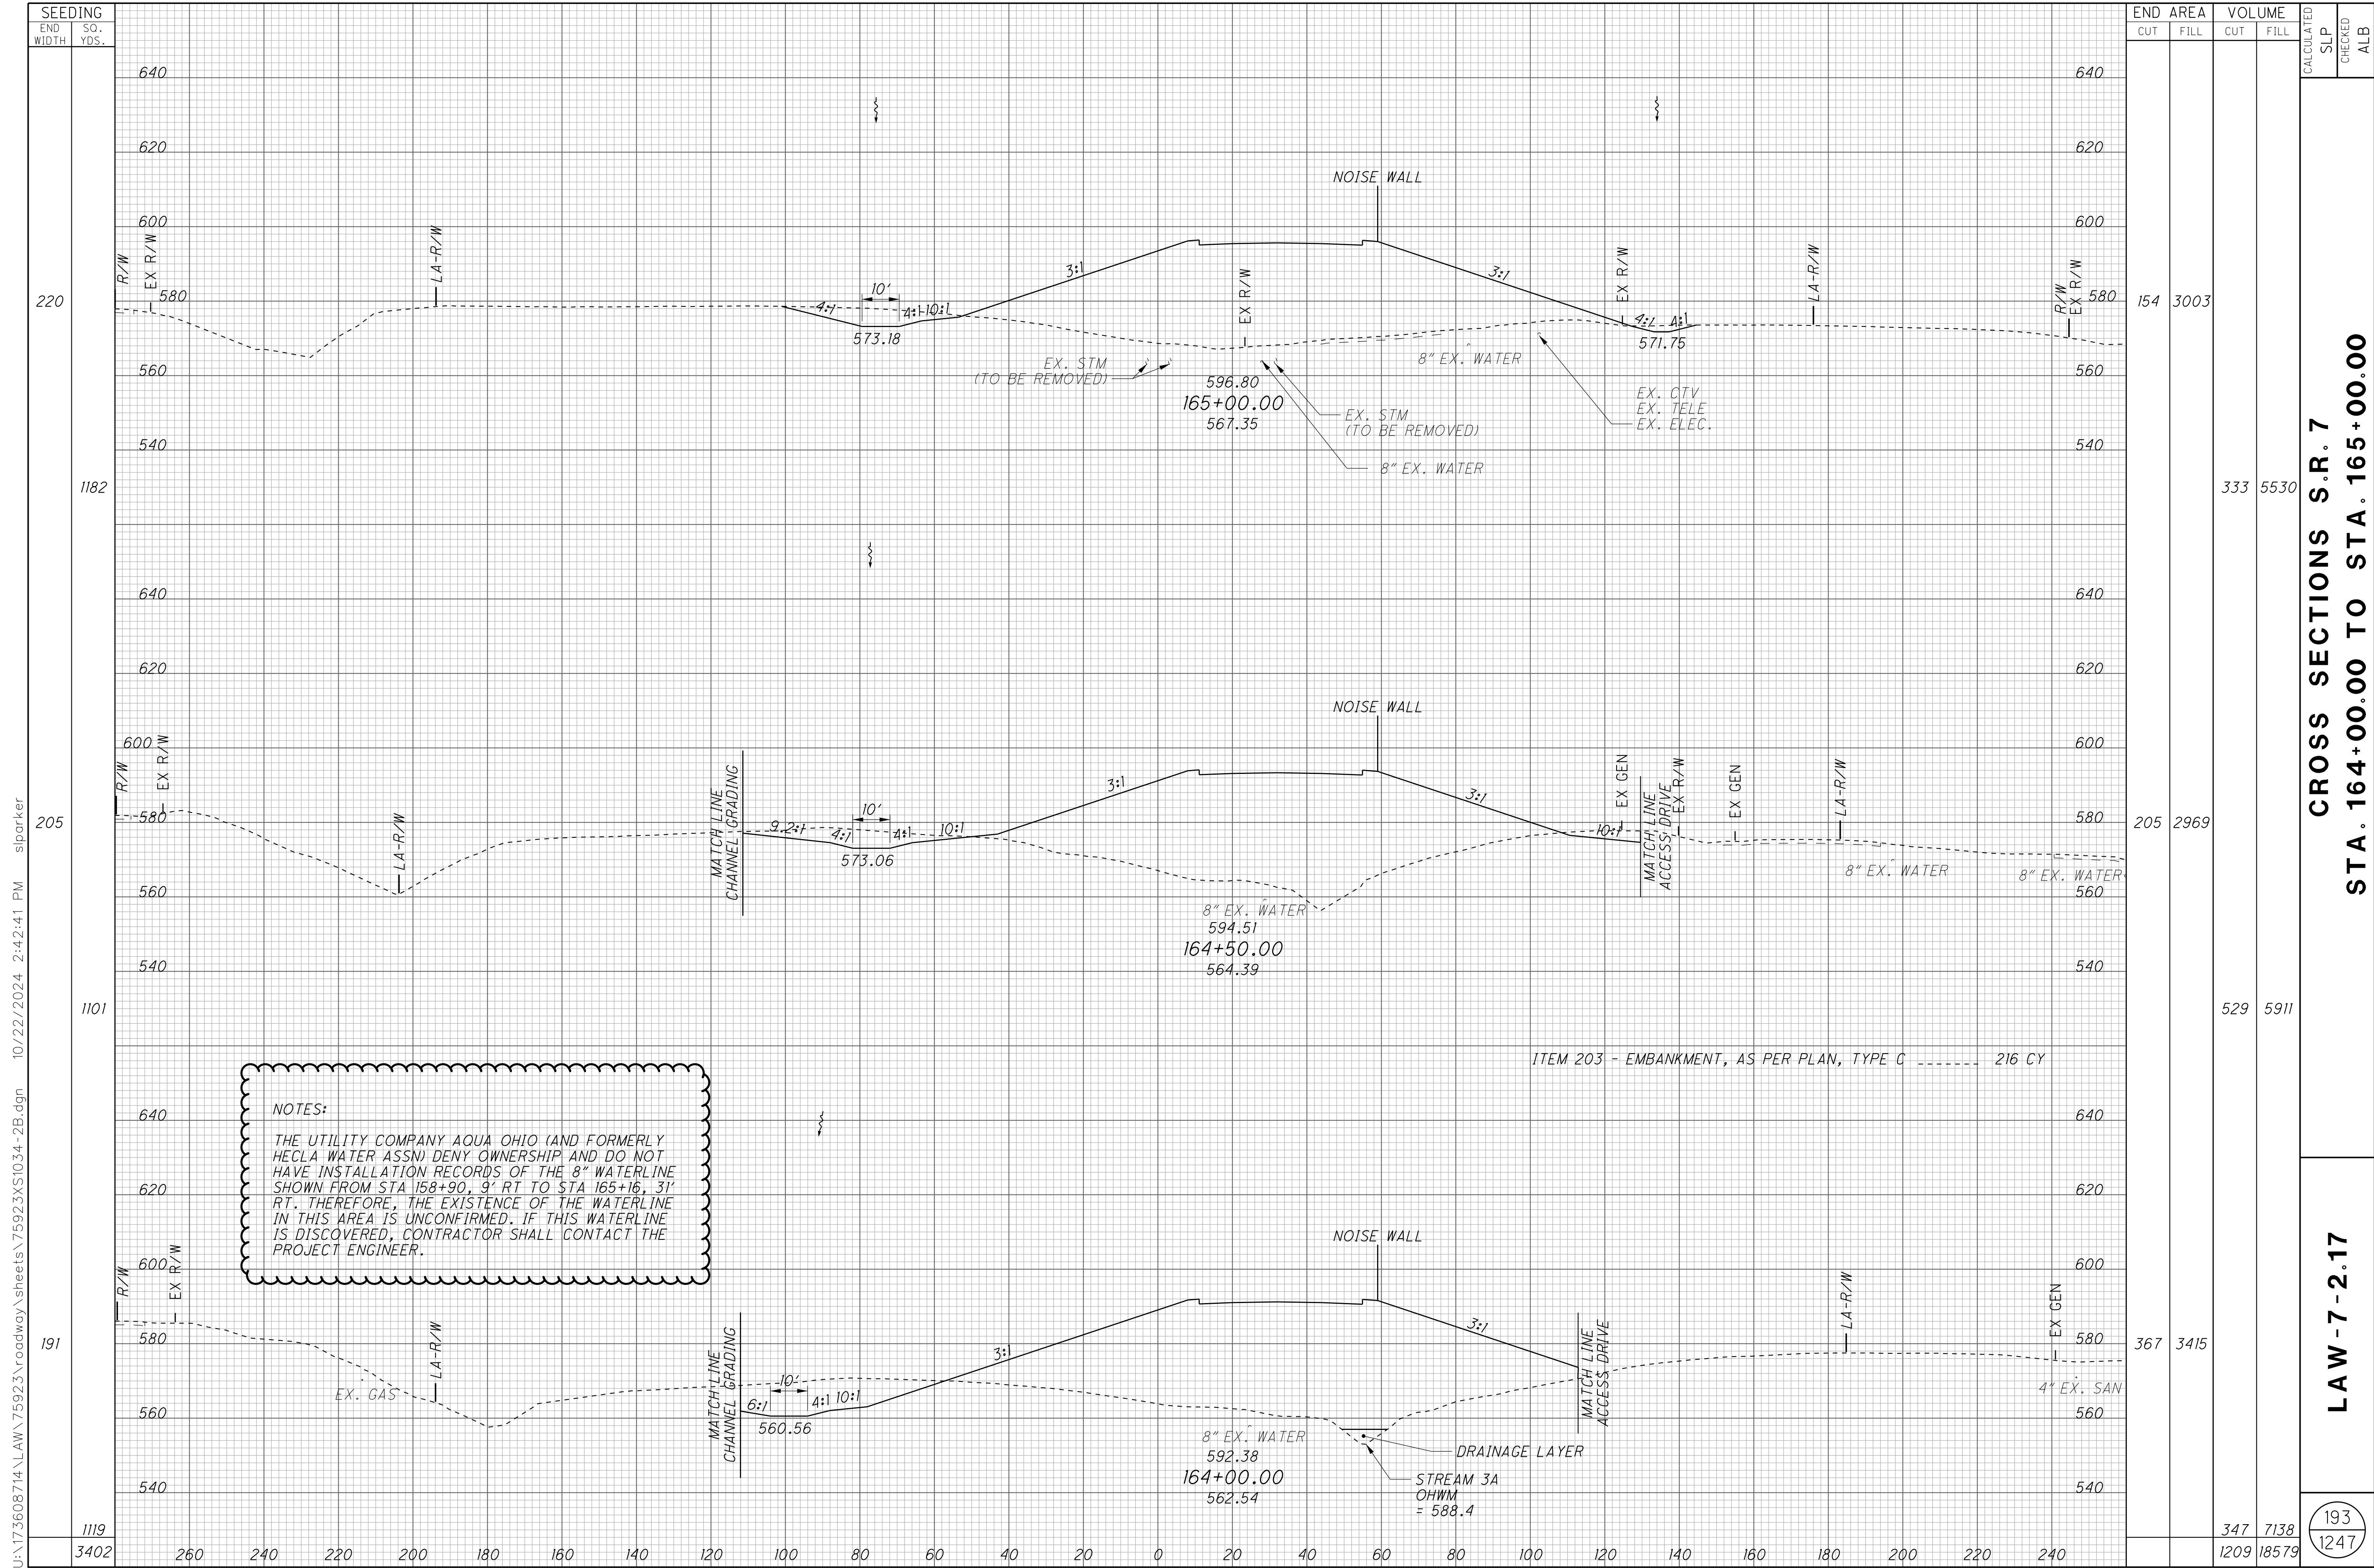 SEEDING
END WIDTH
SQ. YDS.
END AREA
VOLUME
CUT
FILL
CUT
FILL
CALCULATED
SLP
CHECKED
ALB
640
640
620
620
NOISE WALL
600
600
R/W
EX R/W
LA-R/W
EX R/W
EX R/W
LA-R/W
R/W
EX R/W
220
580
4:1
10'
4:1
10:1
3:1
3:1
4:1
4:1
580
154
3003
573.18
571.75
EX. STM
(TO BE REMOVED)
8" EX. WATER
560
560
596.80
165+00.00
567.35
EX. STM
(TO BE REMOVED)
8" EX. WATER
EX. CTV
EX. TELE
EX. ELEC.
540
540
1182
333
5530
640
640
620
620
NOISE WALL
600
600
R/W
EX R/W
LA-R/W
MATCH LINE
CHANNEL GRADING
EX GEN
MATCH LINE
ACCESS DRIVE
EX R/W
EX GEN
LA-R/W
205
580
9.2:1
4:1
10'
4:1
10:1
3:1
3:1
10:1
580
205
2969
573.06
8" EX. WATER
8" EX. WATER
560
560
8" EX. WATER
594.51
164+50.00
564.39
540
540
1101
529
5911
ITEM 203 - EMBANKMENT, AS PER PLAN, TYPE C ------ 216 CY
640
640
NOTES:
THE UTILITY COMPANY AQUA OHIO (AND FORMERLY
HECLA WATER ASSN) DENY OWNERSHIP AND DO NOT
HAVE INSTALLATION RECORDS OF THE 8" WATERLINE
SHOWN FROM STA 158+90, 9' RT TO STA 165+16, 31'
RT. THEREFORE, THE EXISTENCE OF THE WATERLINE
IN THIS AREA IS UNCONFIRMED. IF THIS WATERLINE
IS DISCOVERED, CONTRACTOR SHALL CONTACT THE
PROJECT ENGINEER.
620
620
NOISE WALL
600
600
R/W
EX R/W
LA-R/W
MATCH LINE
CHANNEL GRADING
MATCH LINE
ACCESS DRIVE
LA-R/W
EX GEN
191
580
3:1
3:1
580
367
3415
EX. GAS
6:1
10'
4:1
10:1
4" EX. SAN
560
560
560.56
8" EX. WATER
592.38
164+00.00
562.54
DRAINAGE LAYER
STREAM 3A
OHWM
= 588.4
540
540
1119
347
7138
3402
260 240 220 200 180 160 140 120 100 80 60 40 20 0 20 40 60 80 100 120 140 160 180 200 220 240
1209
18579
CROSS SECTIONS S.R. 7
STA. 164+00.00 TO STA. 165+00.00
LAW-7-2.17
193
1247
U:\173608714\LAW\75923\roadway\sheets\75923XS1034-2B.dgn 10/22/2024 2:42:41 PM slparker